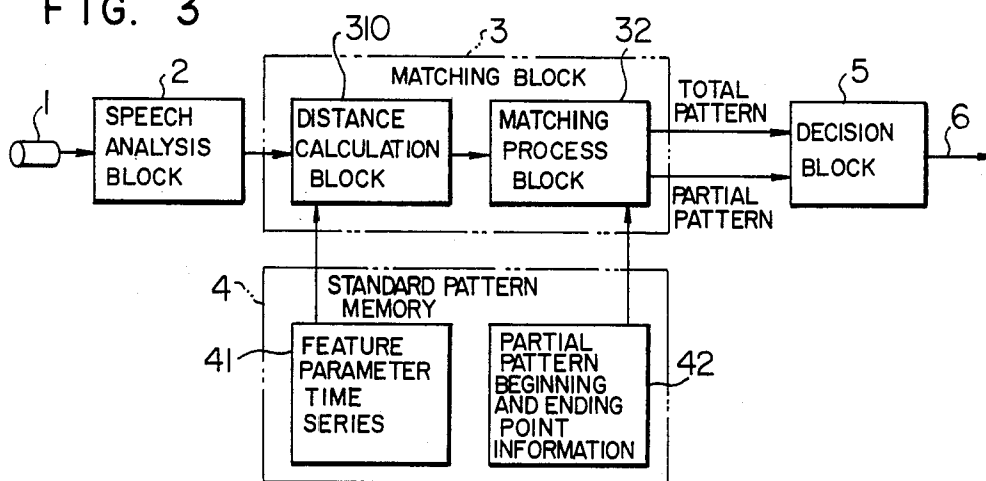 FIG. 3
310
3
32
2
MATCHING BLOCK
TOTAL
PATTERN
5
1
SPEECH
ANALYSIS
BLOCK
DISTANCE
CALCULATION
BLOCK
MATCHING
PROCESS
BLOCK
DECISION
BLOCK
6
PARTIAL
PATTERN
4
STANDARD PATTERN
MEMORY
41
FEATURE
PARAMETER
TIME
SERIES
PARTIAL
PATTERN
BEGINNING
AND ENDING
POINT
INFORMATION
42